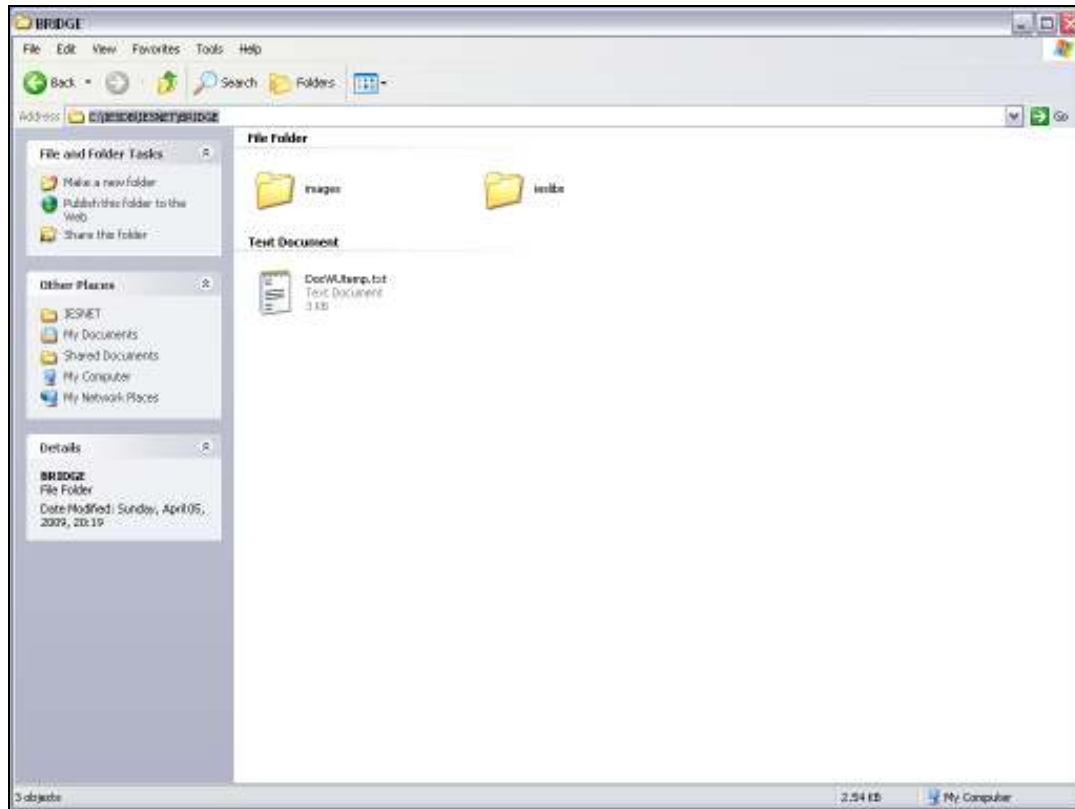 BRIDGE
File Edit View Favorites Tools Help
Back Search Folders
Address Go
File and Folder Tasks
Make a new folder
Publish this folder to the
Web
Share this folder
Other Places
JESNET
My Documents
Shared Documents
My Computer
My Network Places
Details
BRIDGE
File Folder
Date Modified: Sunday, April 05,
2009, 20:19
File Folder
images
Text Document
Text Document
3 KB
3 objects 2.54 KB My Computer